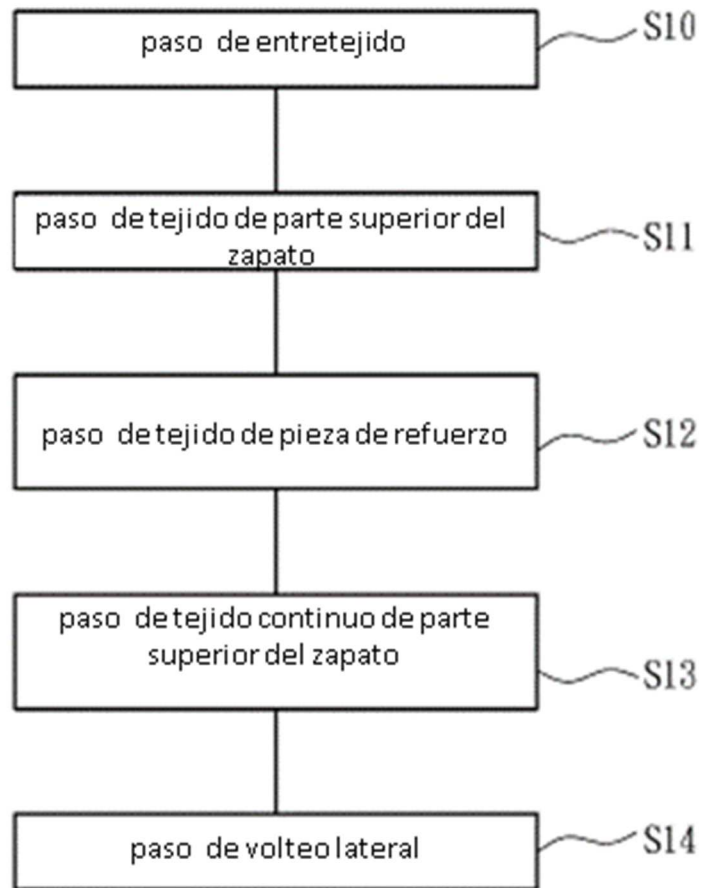 paso de entretejido
S10
paso de tejido de parte superior del
zapato
S11
paso de tejido de pieza de refuerzo
S12
paso de tejido continuo de parte
superior del zapato
S13
paso de volteo lateral
S14